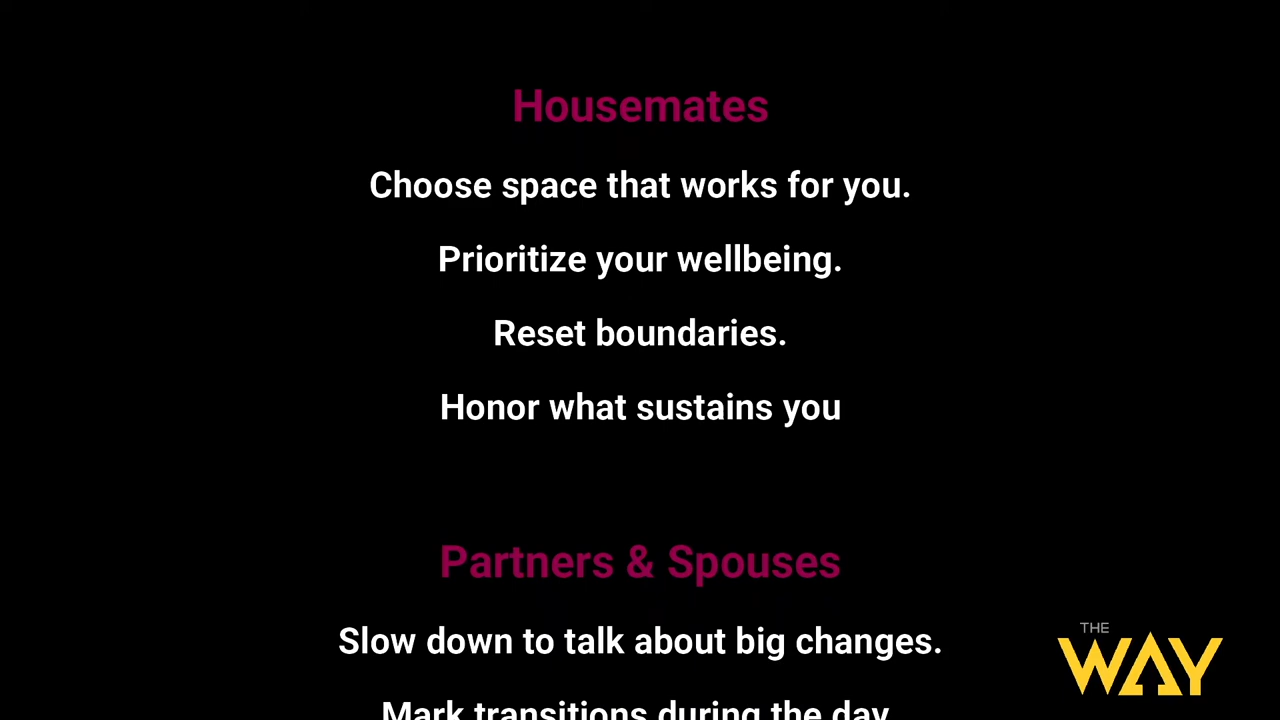 Housemates
Choose space that works for you.
Prioritize your wellbeing.
Reset boundaries.
Honor what sustains you
Partners & Spouses
Slow down to talk about big changes.
Mark transitions during the day
THE
WAY